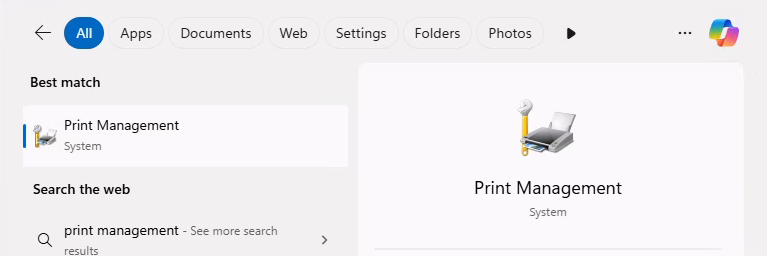 All Apps Documents Web Settings Folders Photos ...
Best match
Print Management
System
Search the web
print management - See more search
results
Print Management
System